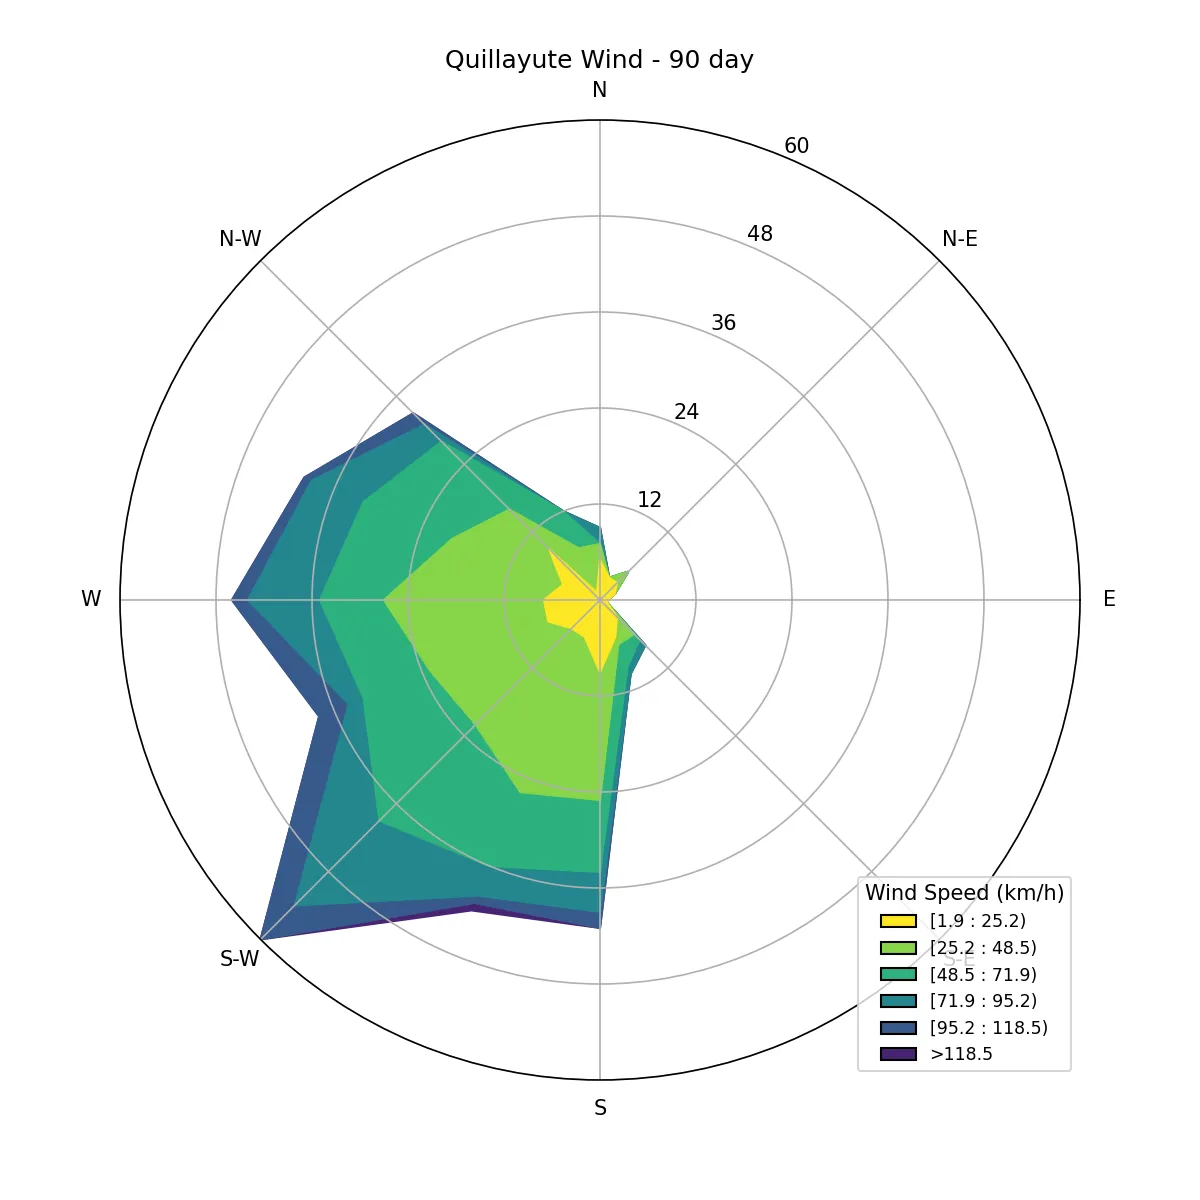 Quillayute Wind - 90 day
N
60
N-W
48
N-E
36
24
12
W
E
S-W
S-E
S
Wind Speed (km/h)
[1.9 : 25.2)
[25.2 : 48.5)
[48.5 : 71.9)
[71.9 : 95.2)
[95.2 : 118.5)
>118.5